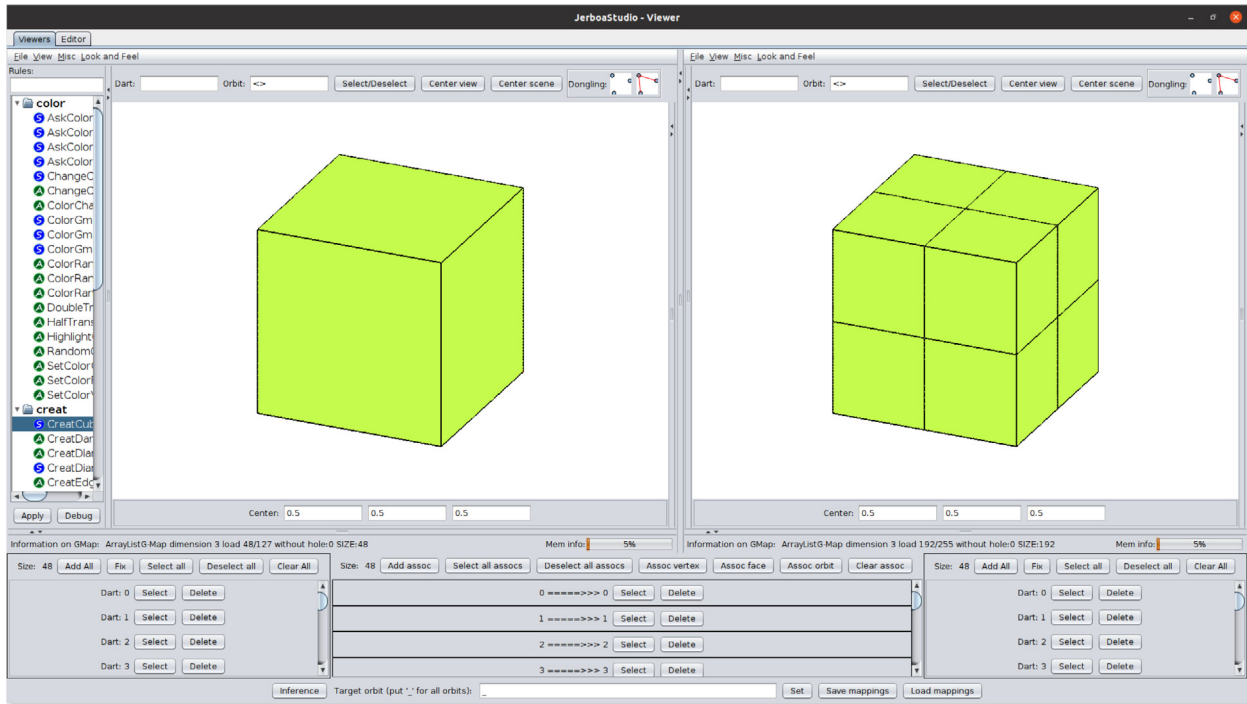 JerboaStudio - Viewer
Viewers Editor
File View Misc Look and Feel
File View Misc Look and Feel
Rules:
Dart: Orbit: <> Select/Deselect Center view Center scene Dongling:
Dart: Orbit: <> Select/Deselect Center view Center scene Dongling:
color
AskColor
AskColor
AskColor
AskColor
ChangeC
ChangeC
ColorCha
ColorGm
ColorGm
ColorGm
ColorRan
ColorRan
ColorRan
DoubleTr
HalfTrans
Highlight
Random
SetColor
SetColor
SetColor
creat
CreatCub
CreatDar
CreatDiar
CreatDiar
CreatEdg
Apply Debug
Center: 0.5 0.5 0.5
Center: 0.5 0.5 0.5
Information on GMap: ArrayListG-Map dimension 3 load 48/127 without hole:0 SIZE:48 Mem info: 5%
Information on GMap: ArrayListG-Map dimension 3 load 192/255 without hole:0 SIZE:192 Mem info: 5%
Size: 48 Add All Fix Select all Deselect all Clear All
Size: 48 Add assoc Select all assocs Deselect all assocs Assoc vertex Assoc face Assoc orbit Clear assoc
Size: 48 Add All Fix Select all Deselect all Clear All
Dart: 0 Select Delete
Dart: 1 Select Delete
Dart: 2 Select Delete
Dart: 3 Select Delete
0 =====>>> 0 Select Delete
1 =====>>> 1 Select Delete
2 =====>>> 2 Select Delete
3 =====>>> 3 Select Delete
Dart: 0 Select Delete
Dart: 1 Select Delete
Dart: 2 Select Delete
Dart: 3 Select Delete
Inference Target orbit (put '_' for all orbits): _ Set Save mappings Load mappings